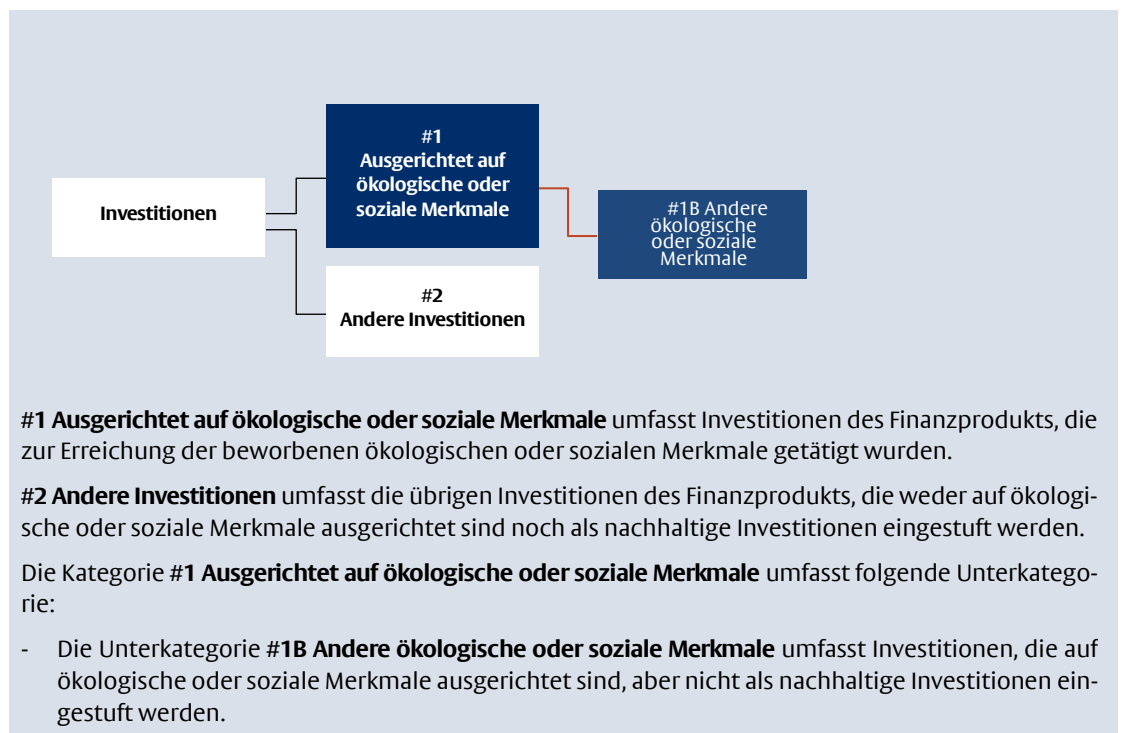 #1
Ausgerichtet auf
ökologische oder
soziale Merkmale
Investitionen
#1B Andere
ökologische
oder soziale
Merkmale
#2
Andere Investitionen
#1 Ausgerichtet auf ökologische oder soziale Merkmale umfasst Investitionen des Finanzprodukts, die
zur Erreichung der beworbenen ökologischen oder sozialen Merkmale getätigt wurden.
#2 Andere Investitionen umfasst die übrigen Investitionen des Finanzprodukts, die weder auf ökologi-
sche oder soziale Merkmale ausgerichtet sind noch als nachhaltige Investitionen eingestuft werden.
Die Kategorie #1 Ausgerichtet auf ökologische oder soziale Merkmale umfasst folgende Unterkatego-
rie:
- Die Unterkategorie #1B Andere ökologische oder soziale Merkmale umfasst Investitionen, die auf
ökologische oder soziale Merkmale ausgerichtet sind, aber nicht als nachhaltige Investitionen ein-
gestuft werden.